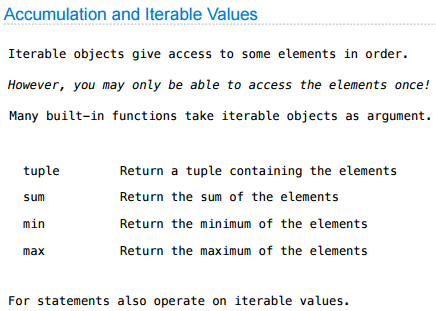 Accumulation and Iterable Values
Iterable objects give access to some elements in order.
However, you may only be able to access the elements once!
Many built-in functions take iterable objects as argument.
tuple Return a tuple containing the elements
sum Return the sum of the elements
min Return the minimum of the elements
max Return the maximum of the elements
For statements also operate on iterable values.